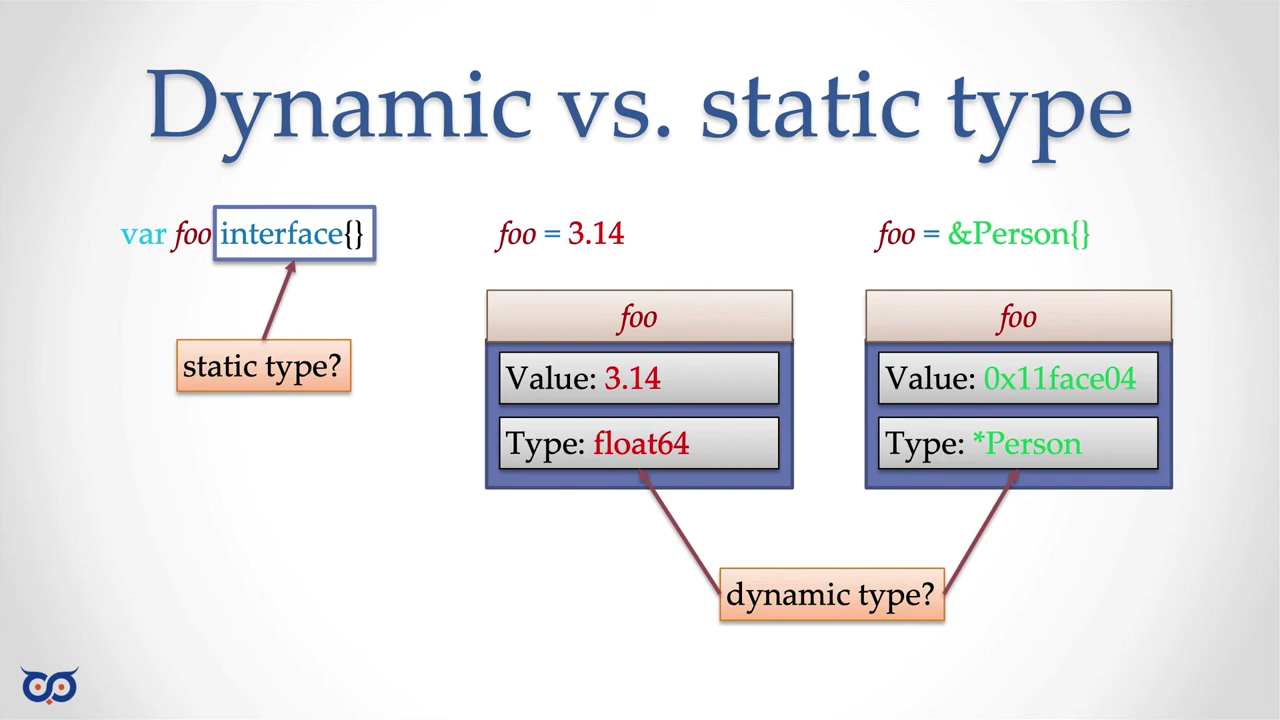 Dynamic vs. static type
var foo interface{}
foo = 3.14
foo = &Person{}
static type?
foo
Value: 3.14
Type: float64
foo
Value: 0x11face04
Type: *Person
dynamic type?